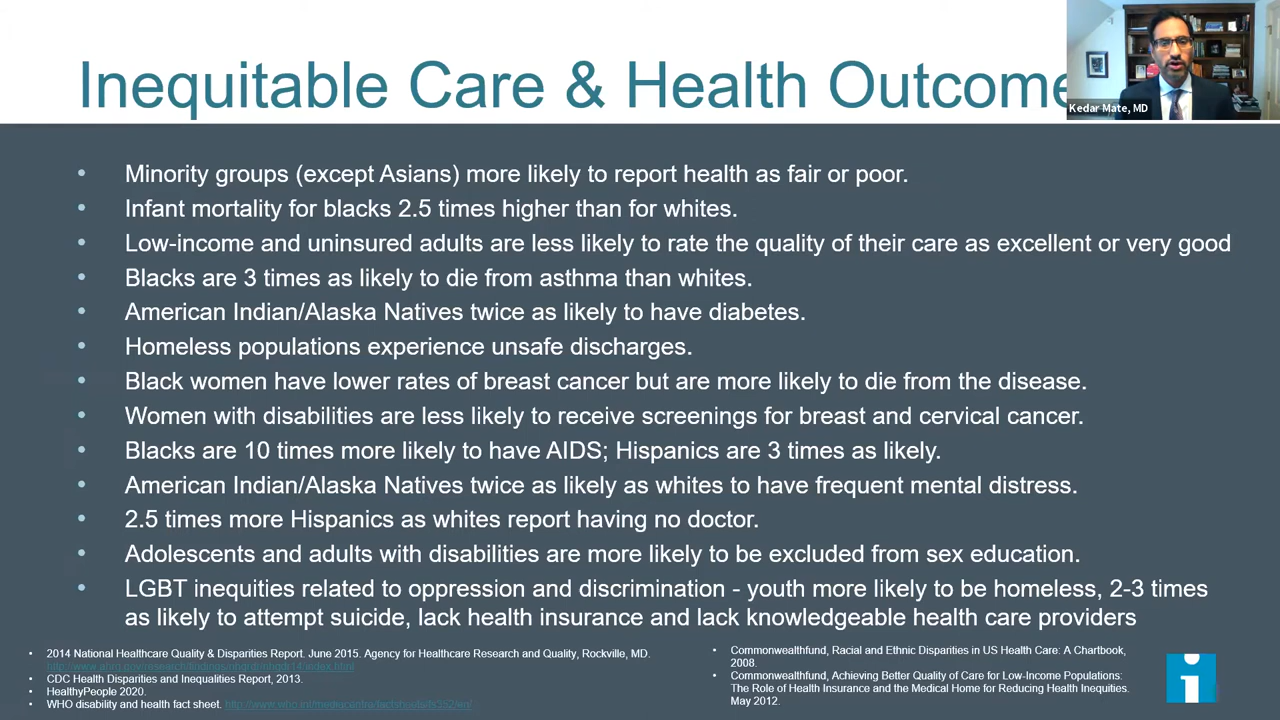 Inequitable Care & Health Outcome
Kedar Mate, MD
• Minority groups (except Asians) more likely to report health as fair or poor.
• Infant mortality for blacks 2.5 times higher than for whites.
• Low-income and uninsured adults are less likely to rate the quality of their care as excellent or very good
• Blacks are 3 times as likely to die from asthma than whites.
• American Indian/Alaska Natives twice as likely to have diabetes.
• Homeless populations experience unsafe discharges.
• Black women have lower rates of breast cancer but are more likely to die from the disease.
• Women with disabilities are less likely to receive screenings for breast and cervical cancer.
• Blacks are 10 times more likely to have AIDS; Hispanics are 3 times as likely.
• American Indian/Alaska Natives twice as likely as whites to have frequent mental distress.
• 2.5 times more Hispanics as whites report having no doctor.
• Adolescents and adults with disabilities are more likely to be excluded from sex education.
• LGBT inequities related to oppression and discrimination - youth more likely to be homeless, 2-3 times
as likely to attempt suicide, lack health insurance and lack knowledgeable health care providers
• 2014 National Healthcare Quality & Disparities Report. June 2015. Agency for Healthcare Research and Quality, Rockville, MD.
• CDC Health Disparities and Inequalities Report, 2013.
• HealthyPeople 2020.
• WHO disability and health fact sheet.
• Commonwealthfund, Racial and Ethnic Disparities in US Health Care: A Chartbook,
2008.
• Commonwealthfund, Achieving Better Quality of Care for Low-Income Populations:
The Role of Health Insurance and the Medical Home for Reducing Health Inequities.
May 2012.